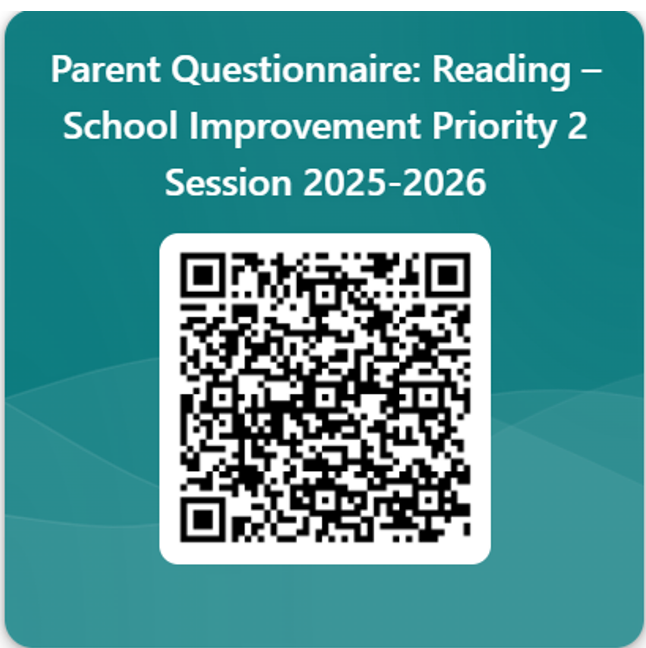 Parent Questionnaire: Reading –
School Improvement Priority 2
Session 2025-2026